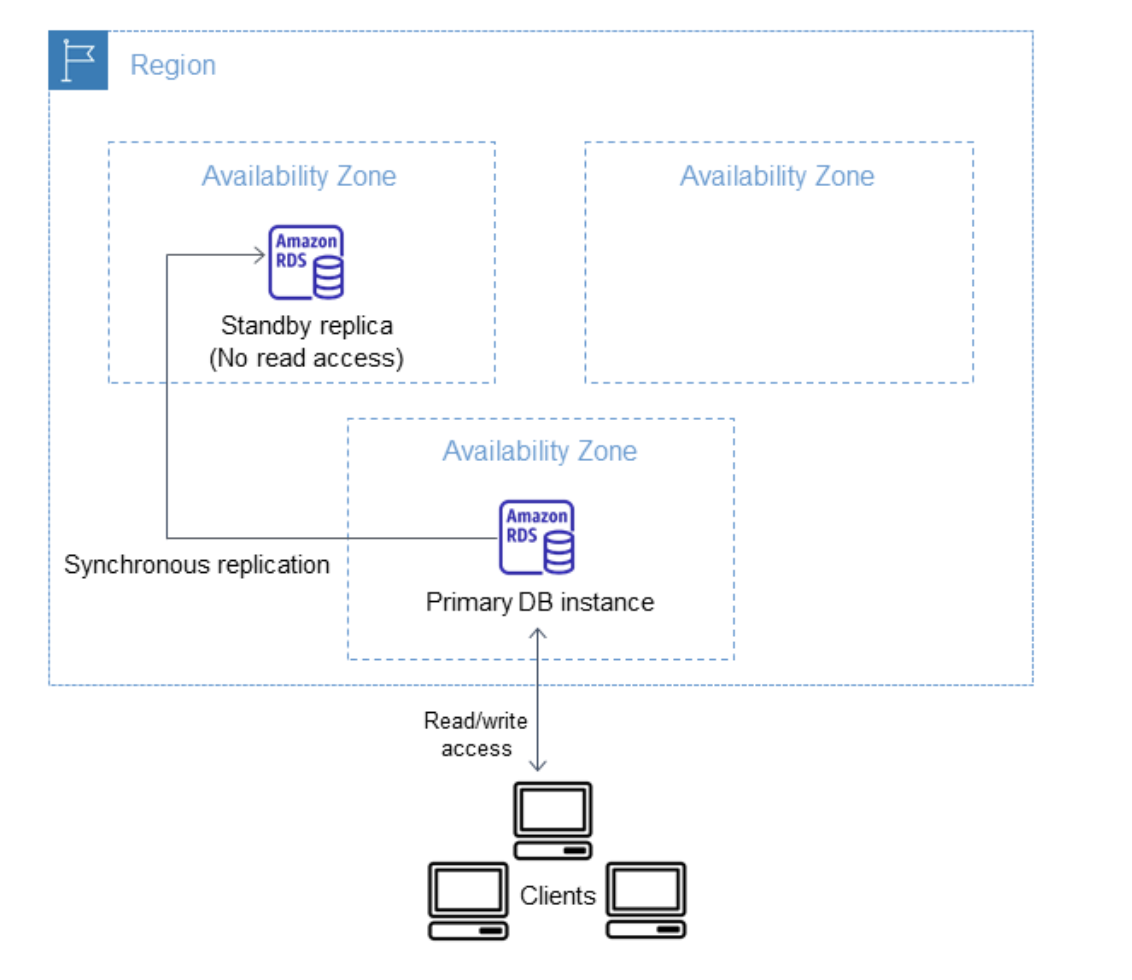 Region
Availability Zone
Availability Zone
Amazon
RDS
Standby replica
(No read access)
Availability Zone
Amazon
RDS
Synchronous replication
Primary DB instance
Read/write
access
Clients